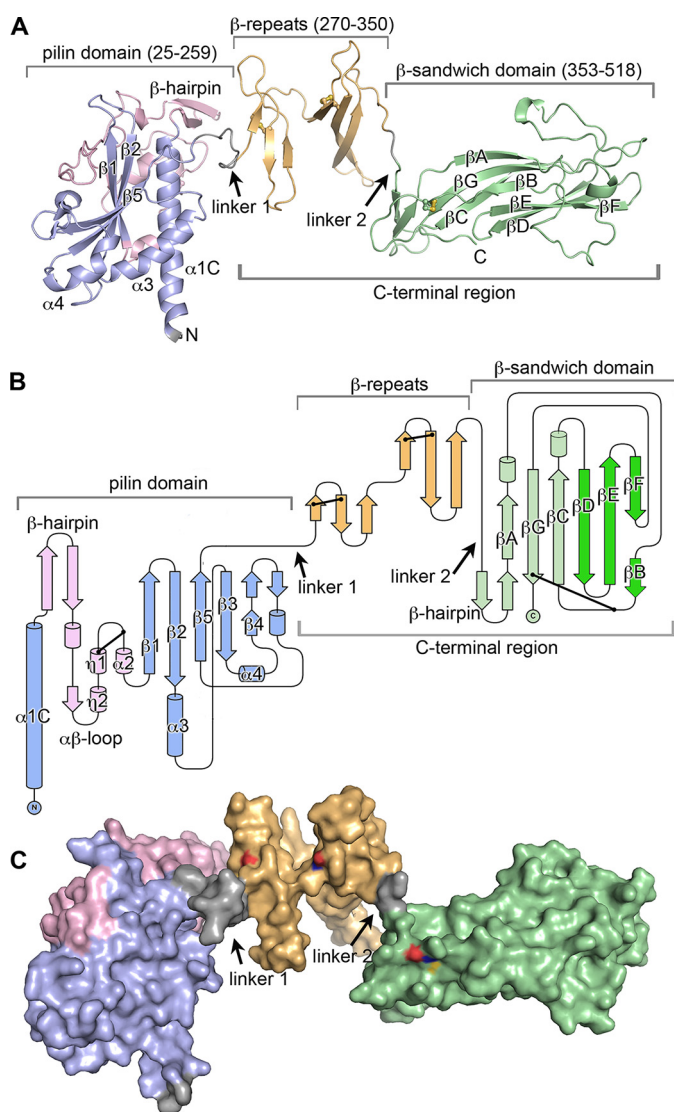 A
β-repeats (270-350)
pilin domain (25-259)
β-sandwich domain (353-518)
β-hairpin
β2
β1
β5
βA
βG
βB
βE
βF
βC
βD
linker 1
linker 2
C
α1C
α3
α4
N
C-terminal region
B
β-sandwich domain
β-repeats
pilin domain
β-hairpin
βF
βE
βD
βC
βG
βA
βB
linker 1
linker 2
β-hairpin
C
β5
β3
β4
β1
β2
η1
α2
α4
C-terminal region
η2
α1C
α3
αβ-loop
N
C
linker 1
linker 2